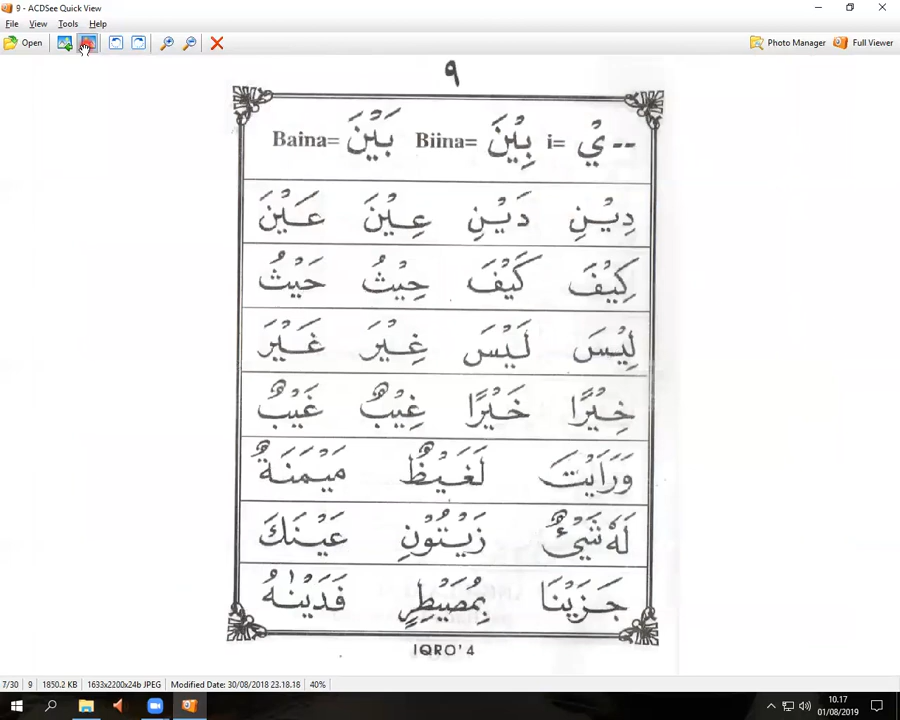 9 - ACDSee Quick View
File View Tools Help
Open Photo Manager Full Viewer
٩
-- يْ =i بِيْنَ =Biina بَيْنَ =Baina
دِيْنِ دَيْنِ عِيْنَ عَيْنَ
كِيْفَ كَيْفَ حِيْثُ حَيْثُ
لِيْسَ لَيْسَ غِيْرَ غَيْرَ
خِيْرًا خَيْرًا غِيْبٌ غَيْبٌ
وَرَاَيْتَ لَغَيْظٌ مَيْمَنَةٌ
لَهُ شَيْءٌ زَيْتُوْنِ عَيْنَكَ
جَزَيْنَا بِمُصَيْطِرٍ فَدَيْنٰهُ
IQRO'4
7/30 9 1850.2 KB 1633x2200x24b JPEG Modified Date: 30/08/2018 23.18.18 40%
10.17
01/08/2019